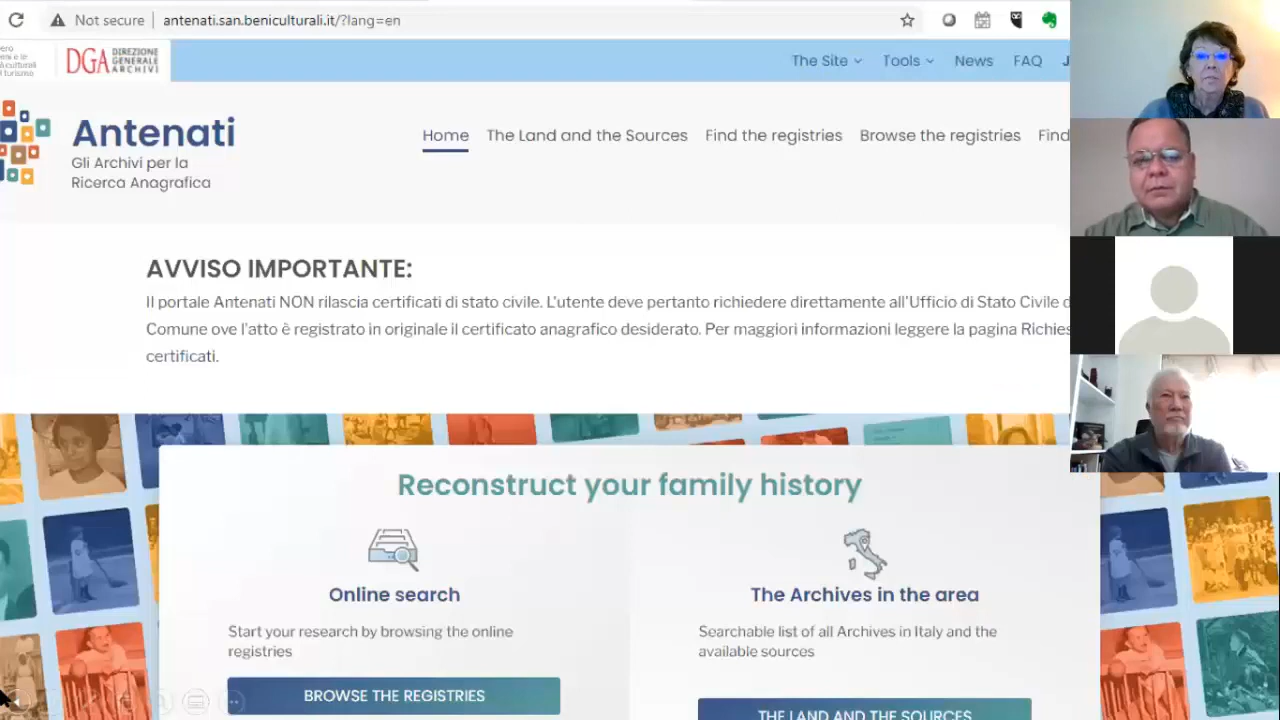 Not secure
antenati.san.beniculturali.it/?lang=en
DGA DIREZIONE
GENERALE
ARCHIVI
The Site
Tools
News
FAQ
Antenati
Gli Archivi per la
Ricerca Anagrafica
Home
The Land and the Sources
Find the registries
Browse the registries
Find
AVVISO IMPORTANTE:
Il portale Antenati NON rilascia certificati di stato civile. L'utente deve pertanto richiedere direttamente all'Ufficio di Stato Civile d
Comune ove l'atto è registrato in originale il certificato anagrafico desiderato. Per maggiori informazioni leggere la pagina Richies
certificati.
Reconstruct your family history
Online search
Start your research by browsing the online
registries
BROWSE THE REGISTRIES
The Archives in the area
Searchable list of all Archives in Italy and the
available sources
THE LAND AND THE SOURCES